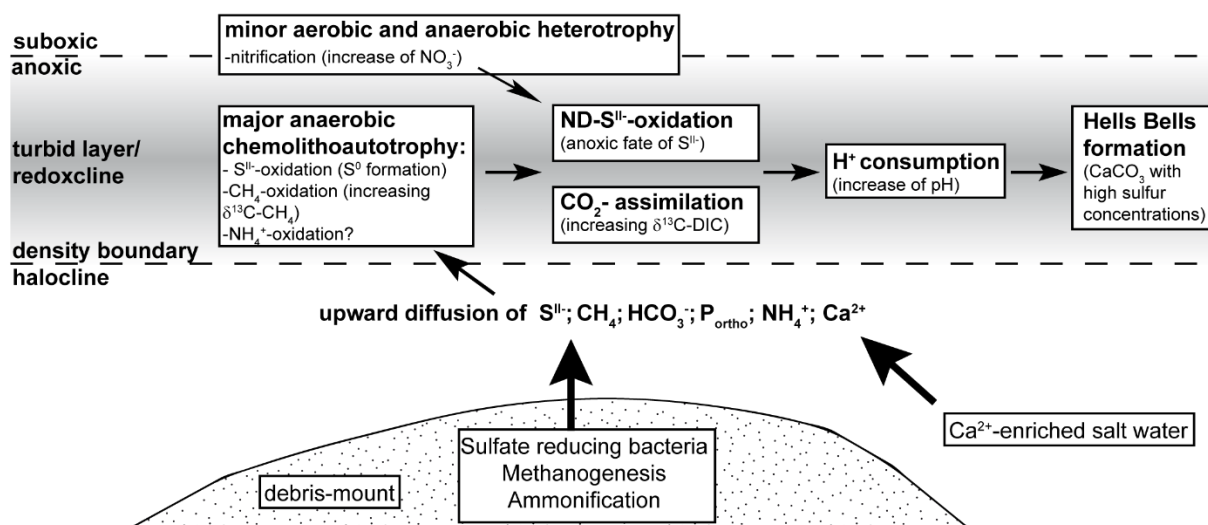 suboxic
anoxic
minor aerobic and anaerobic heterotrophy
-nitrification (increase of NO₃⁻)
turbid layer/
redoxcline
major anaerobic
chemolithoautotrophy:
- Sᴵᴵ⁻-oxidation (S⁰ formation)
-CH₄-oxidation (increasing
δ¹³C-CH₄)
-NH₄⁺-oxidation?
ND-Sᴵᴵ⁻-oxidation
(anoxic fate of Sᴵᴵ⁻)
CO₂- assimilation
(increasing δ¹³C-DIC)
H⁺ consumption
(increase of pH)
Hells Bells
formation
(CaCO₃ with
high sulfur
concentrations)
density boundary
halocline
upward diffusion of Sᴵᴵ⁻; CH₄; HCO₃⁻; Pₒᵣₜₕₒ; NH₄⁺; Ca²⁺
Ca²⁺-enriched salt water
Sulfate reducing bacteria
Methanogenesis
Ammonification
debris-mount